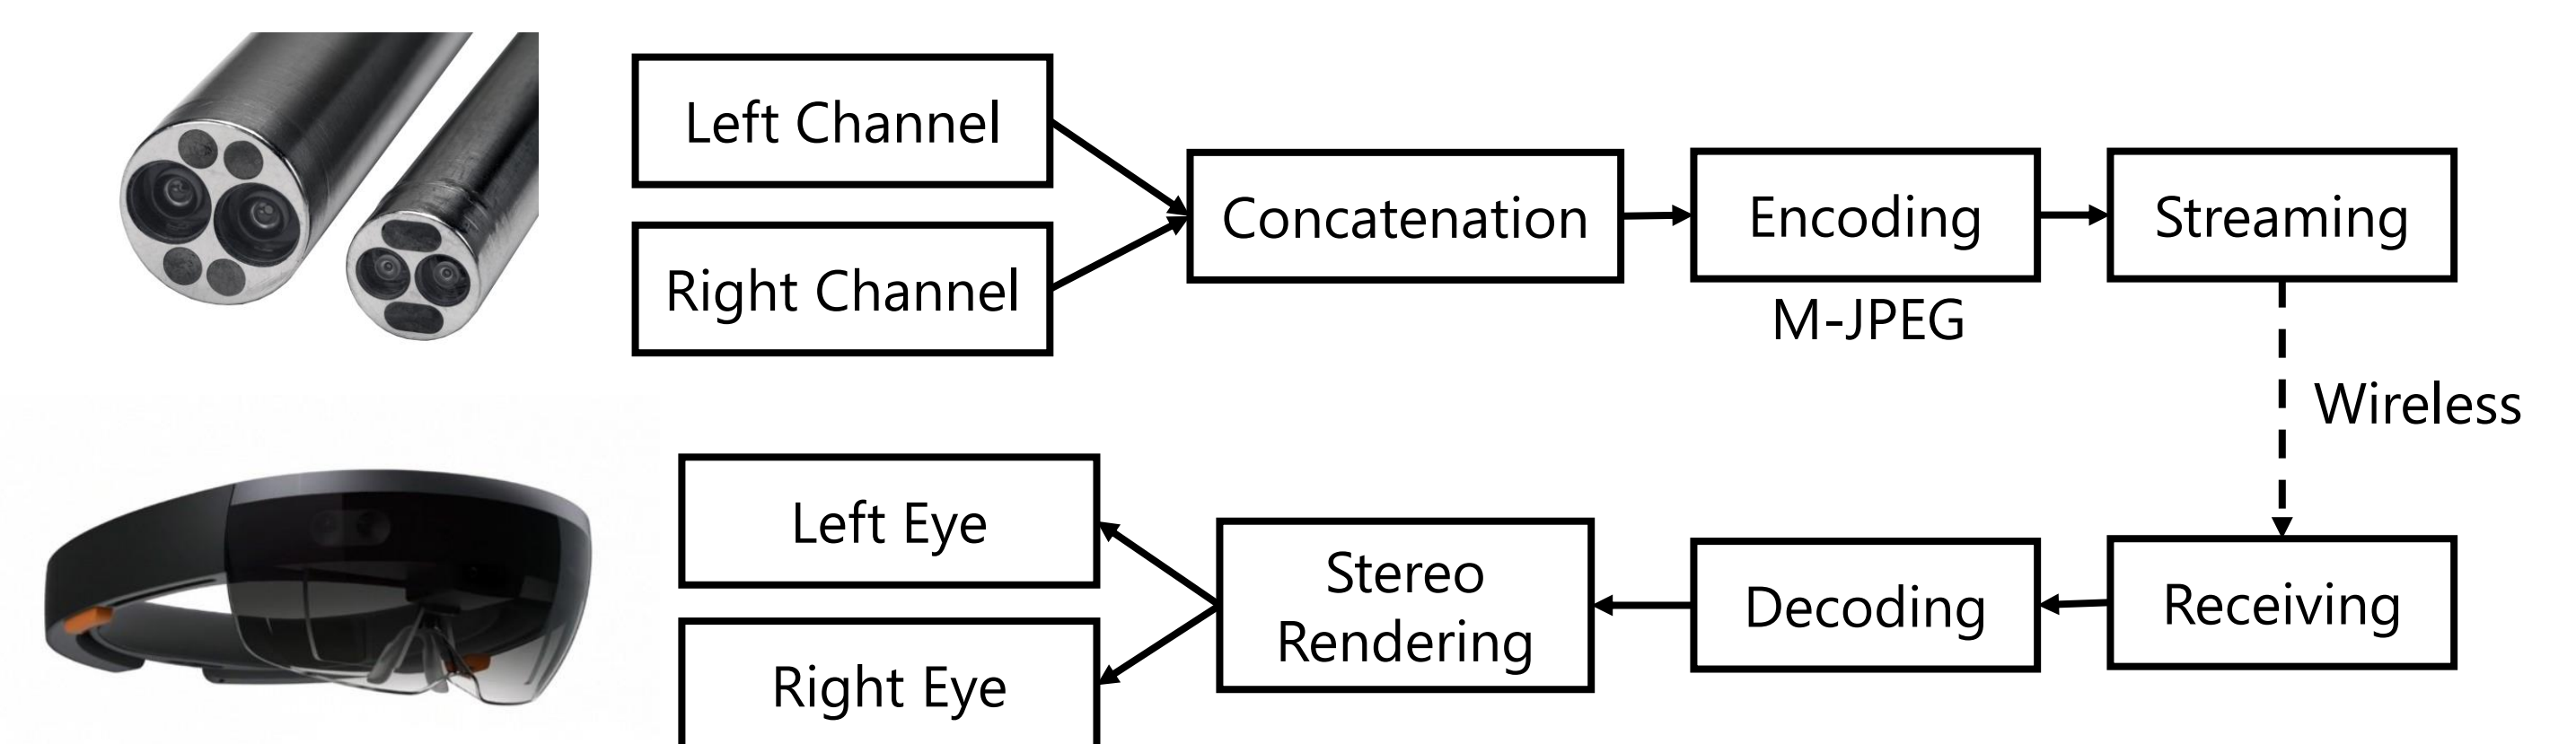 Left Channel
Right Channel
Concatenation
Encoding
M-JPEG
Streaming
Wireless
Left Eye
Right Eye
Stereo
Rendering
Decoding
Receiving